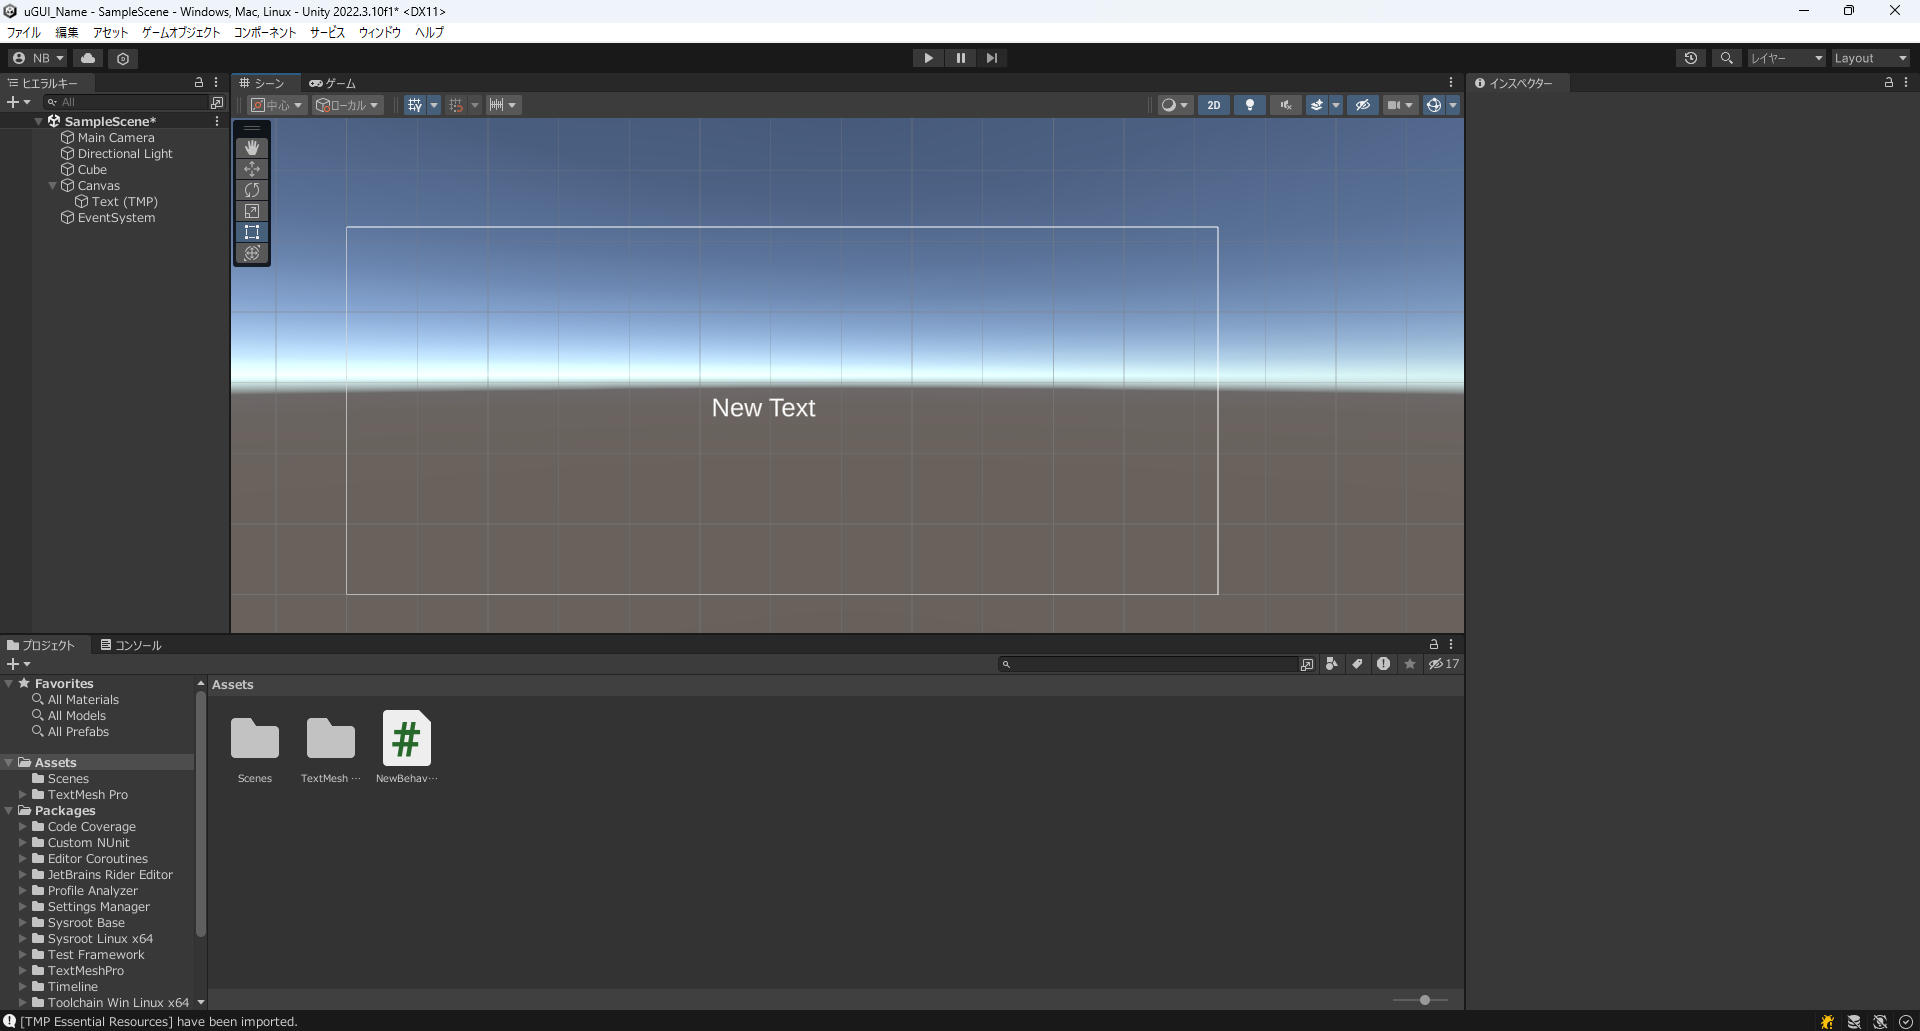 uGUI_Name - SampleScene - Windows, Mac, Linux - Unity 2022.3.10f1* <DX11>
ファイル 編集 アセット ゲームオブジェクト コンポーネント サービス ウィンドウ ヘルプ
NB
レイヤー
Layout
ヒエラルキー
シーン
ゲーム
インスペクター
All
中心
ローカル
2D
SampleScene*
Main Camera
Directional Light
Cube
Canvas
Text (TMP)
EventSystem
New Text
プロジェクト
コンソール
17
Favorites
All Materials
All Models
All Prefabs
Assets
Scenes
TextMesh Pro
Packages
Code Coverage
Custom NUnit
Editor Coroutines
JetBrains Rider Editor
Profile Analyzer
Settings Manager
Sysroot Base
Sysroot Linux x64
Test Framework
TextMeshPro
Timeline
Toolchain Win Linux x64
Assets
#
Scenes
TextMesh ...
NewBehav...
[TMP Essential Resources] have been imported.